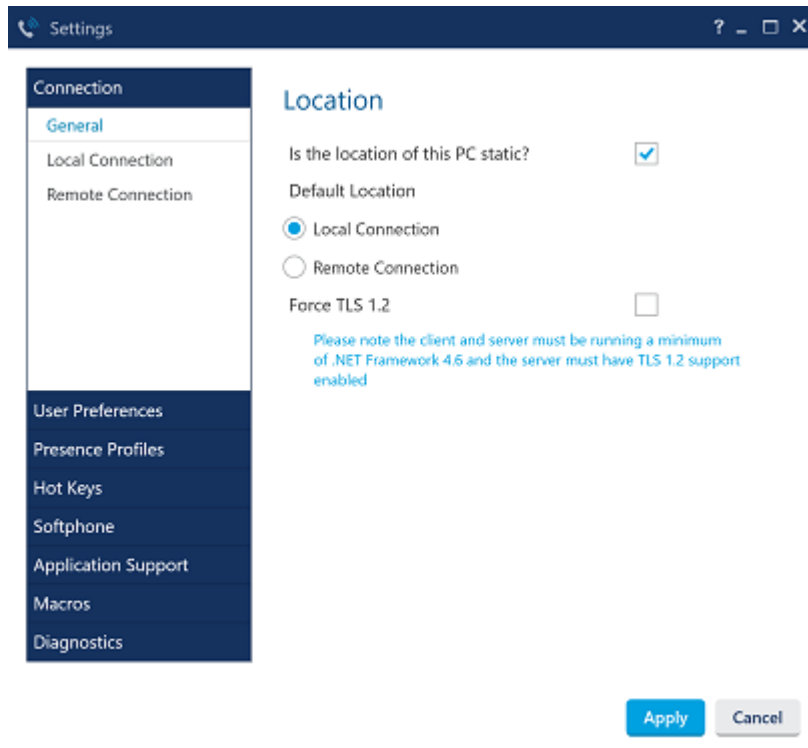 Settings
?
Connection
General
Local Connection
Remote Connection
User Preferences
Presence Profiles
Hot Keys
Softphone
Application Support
Macros
Diagnostics
Location
Is the location of this PC static?
Default Location
Local Connection
Remote Connection
Force TLS 1.2
Please note the client and server must be running a minimum
of .NET Framework 4.6 and the server must have TLS 1.2 support
enabled
Apply
Cancel